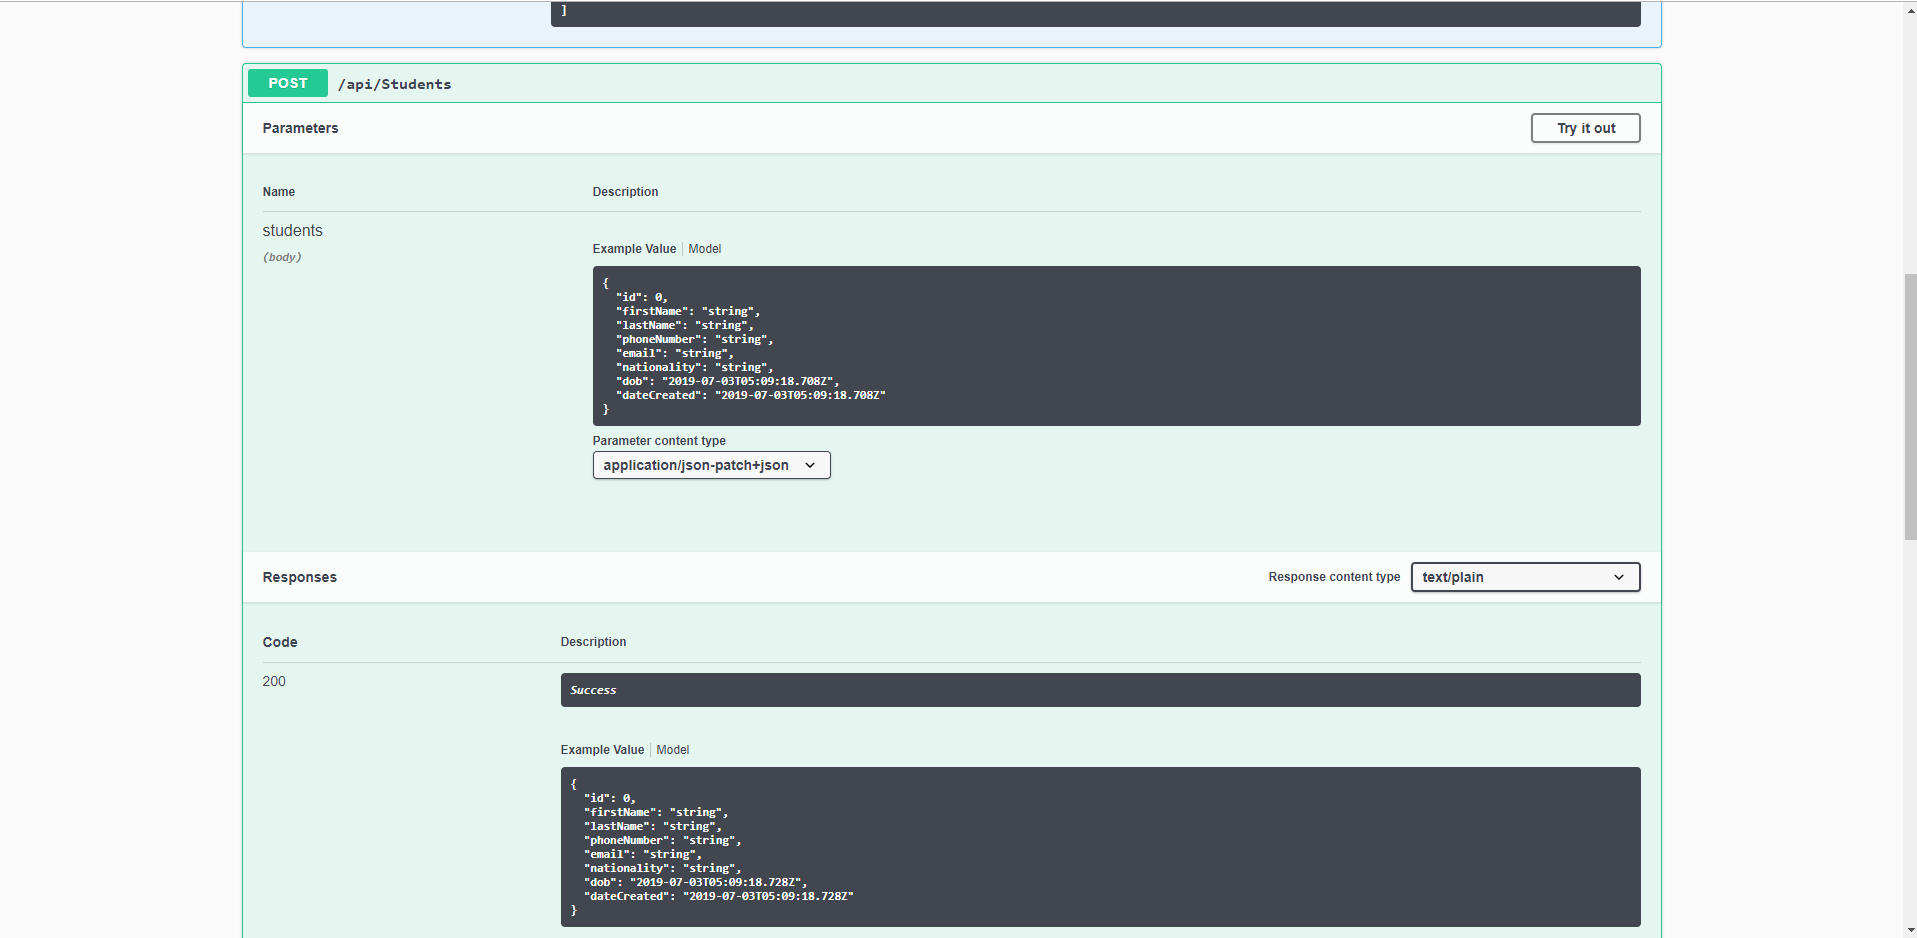 ]
POST /api/Students
Parameters Try it out
Name Description
students
(body)
Example Value Model
{
  "id": 0,
  "firstName": "string",
  "lastName": "string",
  "phoneNumber": "string",
  "email": "string",
  "nationality": "string",
  "dob": "2019-07-03T05:09:18.708Z",
  "dateCreated": "2019-07-03T05:09:18.708Z"
}
Parameter content type
application/json-patch+json
Responses Response content type text/plain
Code Description
200 Success
Example Value Model
{
  "id": 0,
  "firstName": "string",
  "lastName": "string",
  "phoneNumber": "string",
  "email": "string",
  "nationality": "string",
  "dob": "2019-07-03T05:09:18.728Z",
  "dateCreated": "2019-07-03T05:09:18.728Z"
}